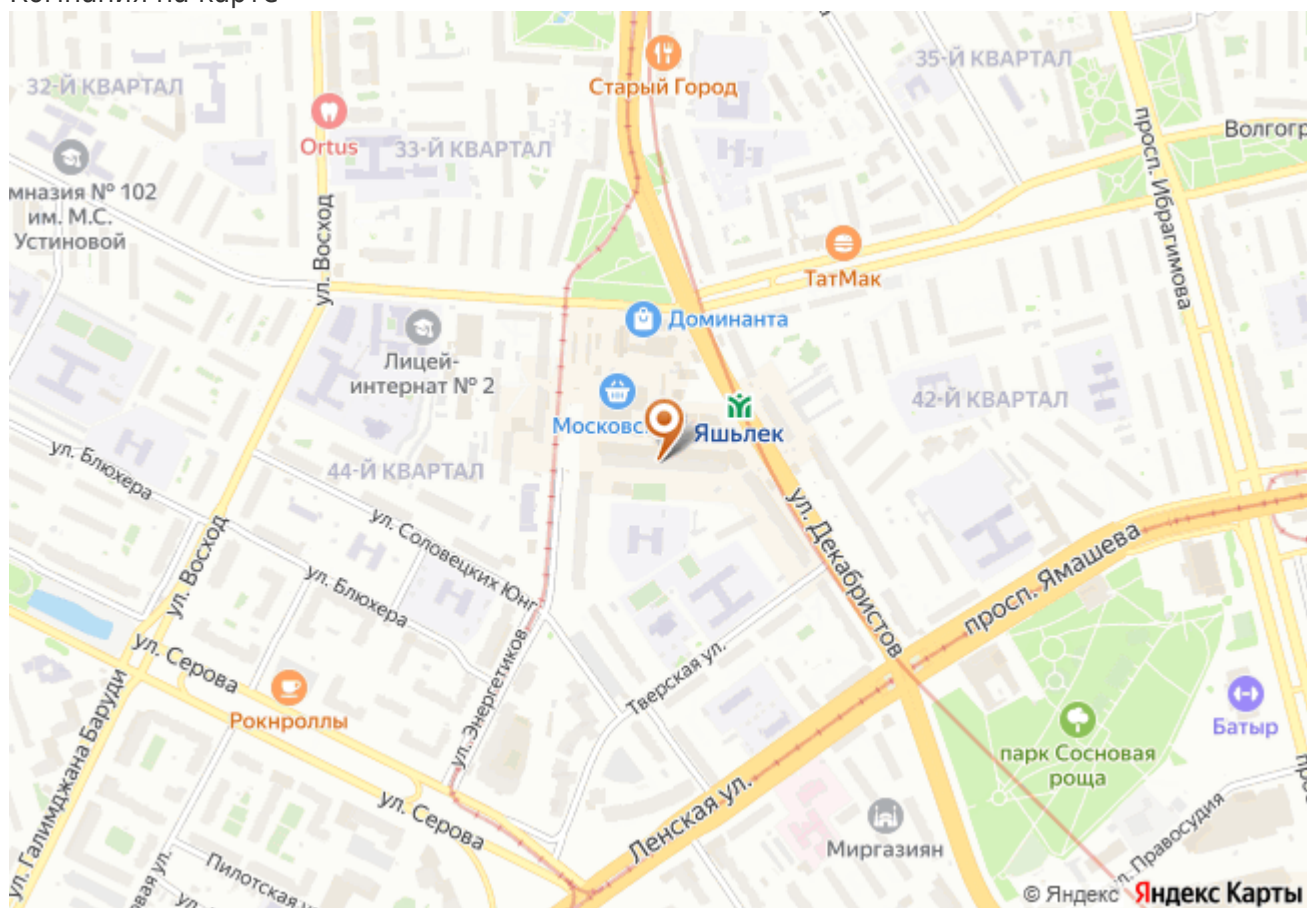 Старый Город
35-Й КВАРТАЛ
32-Й КВАРТАЛ
Ortus
33-Й КВАРТАЛ
Волгогр
просп. Ибрагимова
мназия № 102
им. М.С.
Устиновой
ул. Восход
ТатМак
Доминанта
Лицей-
интернат № 2
42-Й КВАРТАЛ
Московс
Яшьлек
ул. Блюхера
44-Й КВАРТАЛ
ул. Соловецких Юнг
ул. Декабристов
просп. Ямашева
ул. Восход
ул. Блюхера
ул. Серова
ул. Энергетиков
Тверская ул.
Рокнроллы
Батыр
парк Сосновая
роща
ул. Галимджана Баруди
ул. Серова
Ленская ул.
Миргазиян
Правосудия
Пилотская
© Яндекс Яндекс Карты